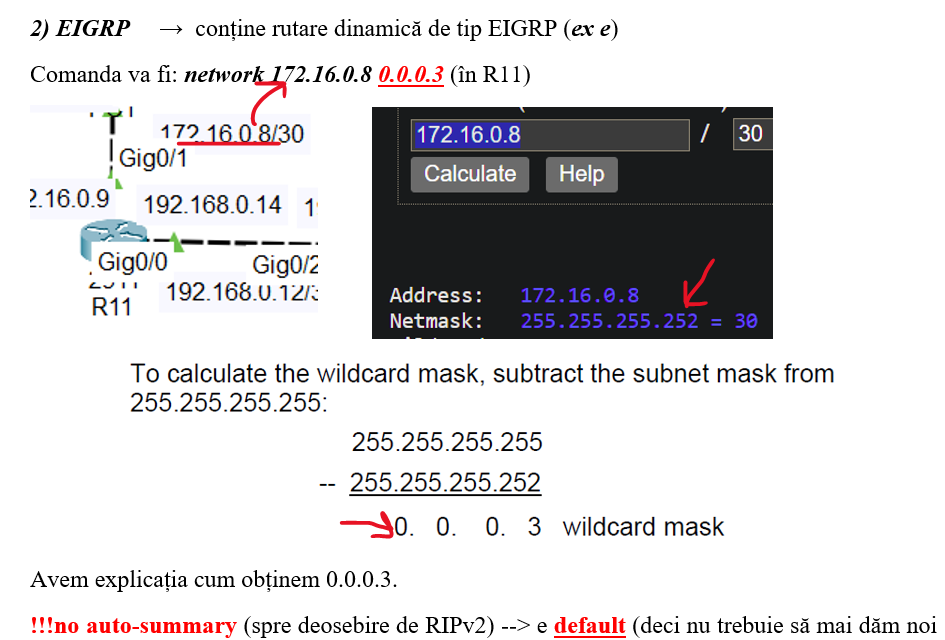 2) EIGRP → conține rutare dinamică de tip EIGRP (ex e)
Comanda va fi: network 172.16.0.8 0.0.0.3 (în R11)
172.16.0.8/30
Gig0/1
2.16.0.9
192.168.0.14
Gig0/0
Gig0/2
R11
192.168.0.12/3
172.16.0.8 / 30
Calculate Help
Address: 172.16.0.8
Netmask: 255.255.255.252 = 30
To calculate the wildcard mask, subtract the subnet mask from
255.255.255.255:
255.255.255.255
-- 255.255.255.252
0. 0. 0. 3 wildcard mask
Avem explicația cum obținem 0.0.0.3.
!!!no auto-summary (spre deosebire de RIPv2) --> e default (deci nu trebuie să mai dăm noi